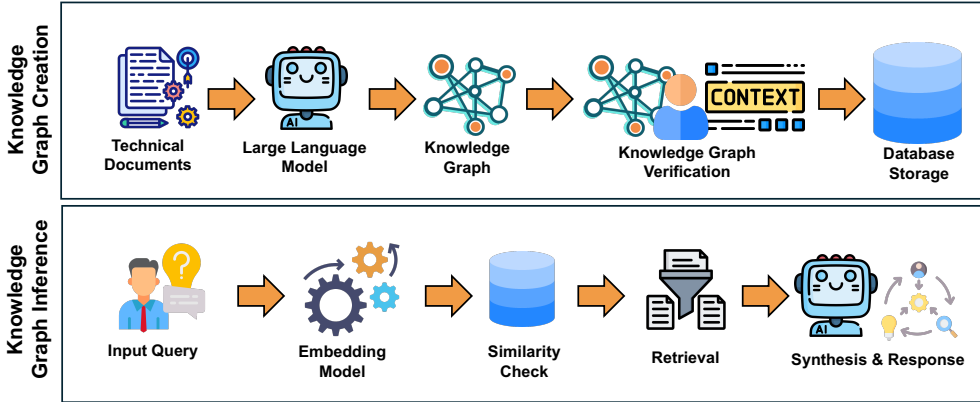 Knowledge
Graph Creation
Technical
Documents
AI
Large Language
Model
Knowledge
Graph
CONTEXT
Knowledge Graph
Verification
Database
Storage
Knowledge
Graph Inference
?
Input Query
Embedding
Model
Similarity
Check
Retrieval
AI
Synthesis & Response